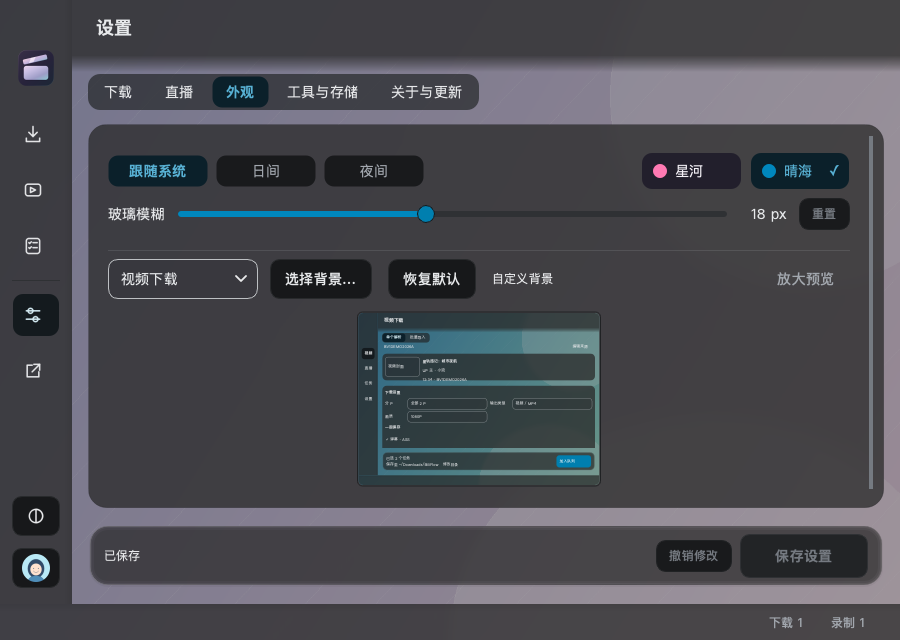 设置
下载 直播 外观 工具与存储 关于与更新
跟随系统 日间 夜间 星河 晴海 ✓
玻璃模糊 18 px 重置
视频下载 选择背景... 恢复默认 自定义背景 放大预览
视频下载
已保存 撤销修改 保存设置
下载 1 录制 1